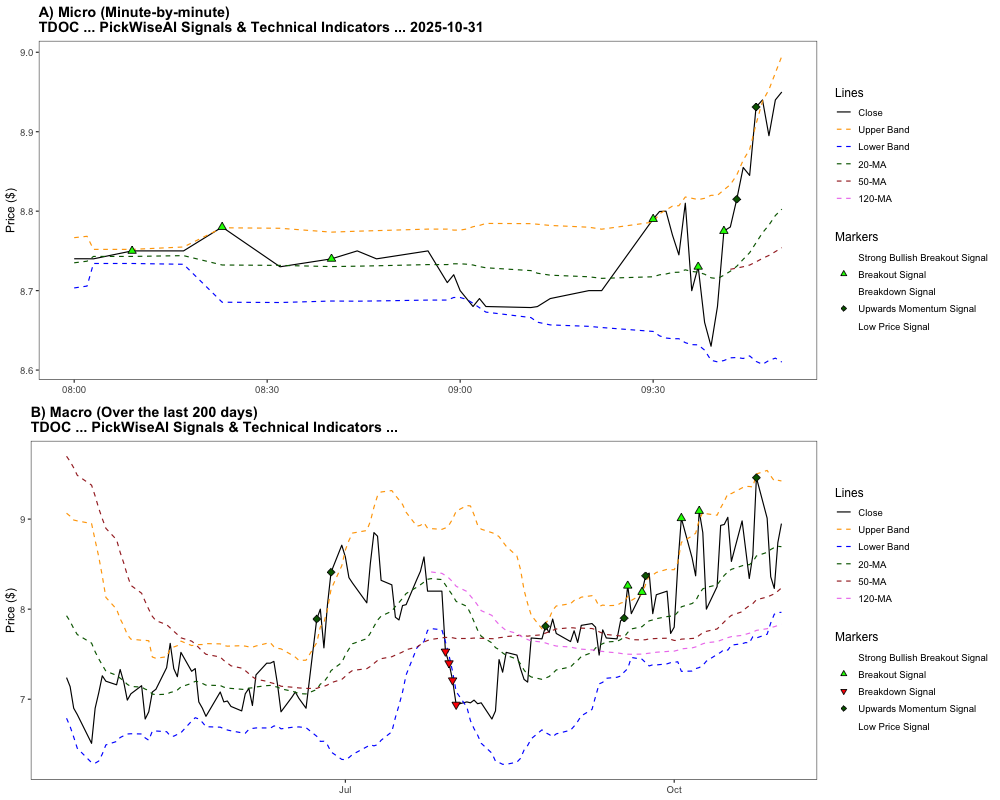 A) Micro (Minute-by-minute)
TDOC ... PickWiseAI Signals & Technical Indicators ... 2025-10-31
Price ($)
9.0
8.9
8.8
8.7
8.6
08:00
08:30
09:00
09:30
Lines
Close
Upper Band
Lower Band
20-MA
50-MA
120-MA
Markers
Strong Bullish Breakout Signal
Breakout Signal
Breakdown Signal
Upwards Momentum Signal
Low Price Signal
B) Macro (Over the last 200 days)
TDOC ... PickWiseAI Signals & Technical Indicators ...
Price ($)
9
8
7
Jul
Oct
Lines
Close
Upper Band
Lower Band
20-MA
50-MA
120-MA
Markers
Strong Bullish Breakout Signal
Breakout Signal
Breakdown Signal
Upwards Momentum Signal
Low Price Signal